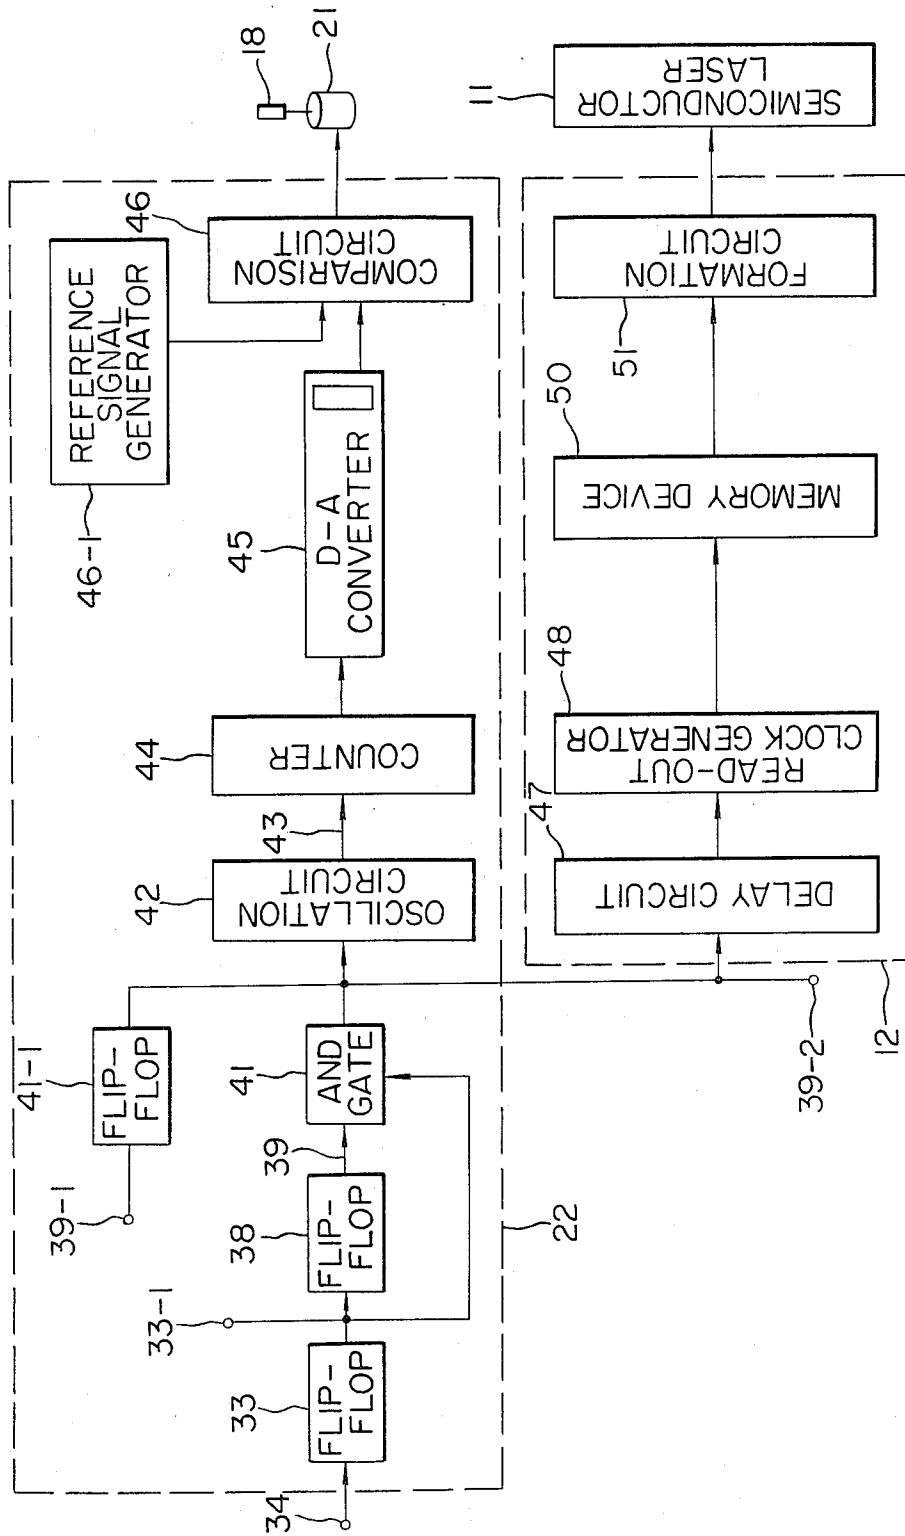 18
21
46-1
REFERENCE
SIGNAL
GENERATOR
46
COMPARISON
CIRCUIT
45
D-A
CONVERTER
44
COUNTER
43
42
OSCILLATION
CIRCUIT
41-1
FLIP-
FLOP
39-1
41
AND
GATE
39
38
FLIP-
FLOP
33-1
33
FLIP-
FLOP
34
22
11
SEMICONDUCTOR
LASER
51
FORMATION
CIRCUIT
50
MEMORY DEVICE
48
READ-OUT
CLOCK GENERATOR
47
DELAY CIRCUIT
12
39-2